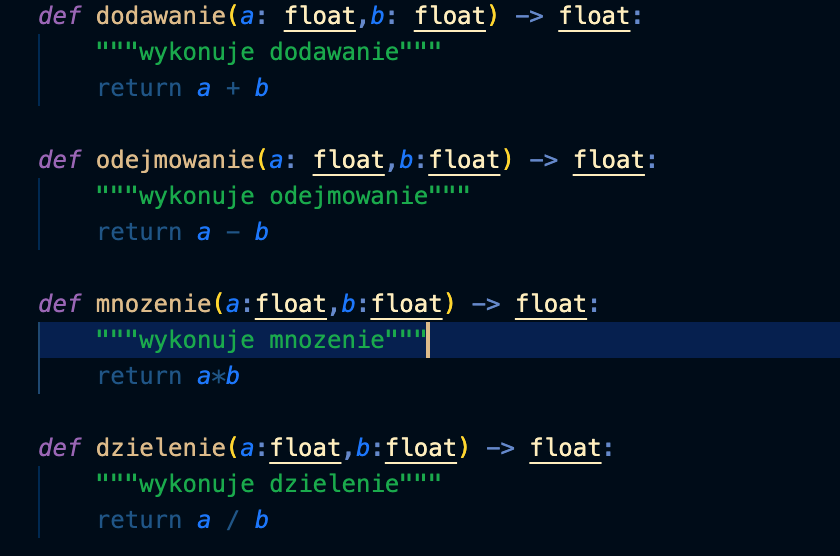 def dodawanie(a: float,b: float) -> float:
    """wykonuje dodawanie"""
    return a + b
def odejmowanie(a: float,b:float) -> float:
    """wykonuje odejmowanie"""
    return a - b
def mnozenie(a:float,b:float) -> float:
    """wykonuje mnozenie"""
    return a*b
def dzielenie(a:float,b:float) -> float:
    """wykonuje dzielenie"""
    return a / b